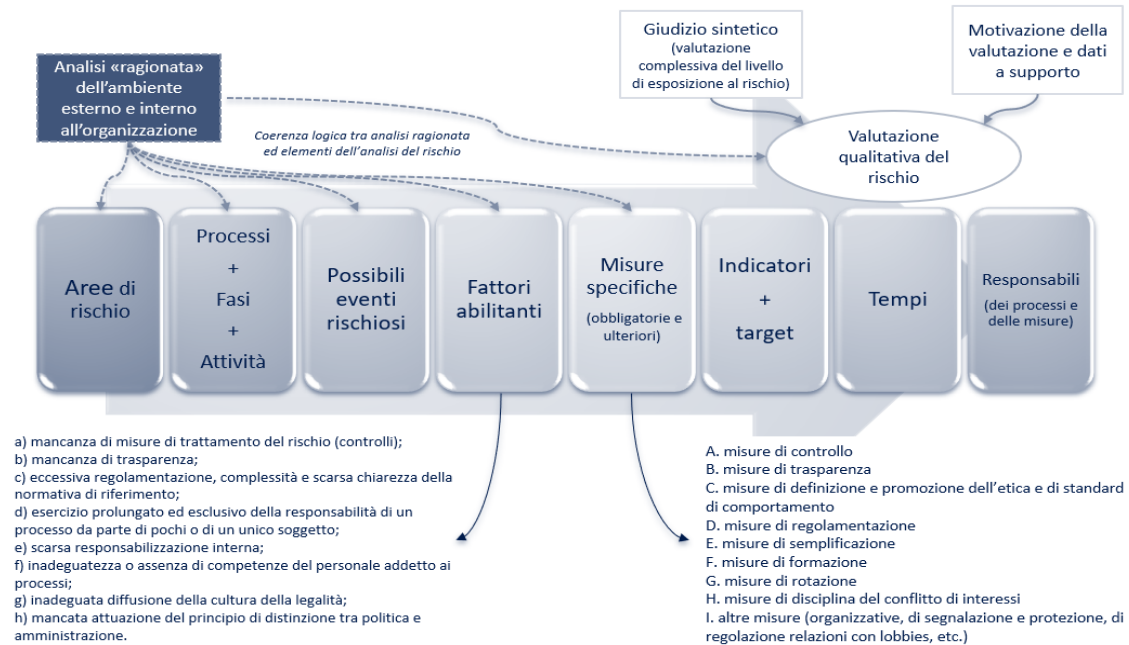 Analisi «ragionata»
dell’ambiente
esterno e interno
all’organizzazione
Giudizio sintetico
(valutazione
complessiva del livello
di esposizione al rischio)
Motivazione della
valutazione e dati
a supporto
Coerenza logica tra analisi ragionata
ed elementi dell’analisi del rischio
Valutazione
qualitativa del
rischio
Aree di
rischio
Processi
+
Fasi
+
Attività
Possibili
eventi
rischiosi
Fattori
abilitanti
Misure
specifiche
(obbligatorie e
ulteriori)
Indicatori
+
target
Tempi
Responsabili
(dei processi e
delle misure)
a) mancanza di misure di trattamento del rischio (controlli);
b) mancanza di trasparenza;
c) eccessiva regolamentazione, complessità e scarsa chiarezza della
normativa di riferimento;
d) esercizio prolungato ed esclusivo della responsabilità di un
processo da parte di pochi o di un unico soggetto;
e) scarsa responsabilizzazione interna;
f) inadeguatezza o assenza di competenze del personale addetto ai
processi;
g) inadeguata diffusione della cultura della legalità;
h) mancata attuazione del principio di distinzione tra politica e
amministrazione.
A. misure di controllo
B. misure di trasparenza
C. misure di definizione e promozione dell’etica e di standard
di comportamento
D. misure di regolamentazione
E. misure di semplificazione
F. misure di formazione
G. misure di rotazione
H. misure di disciplina del conflitto di interessi
I. altre misure (organizzative, di segnalazione e protezione, di
regolazione relazioni con lobbies, etc.)